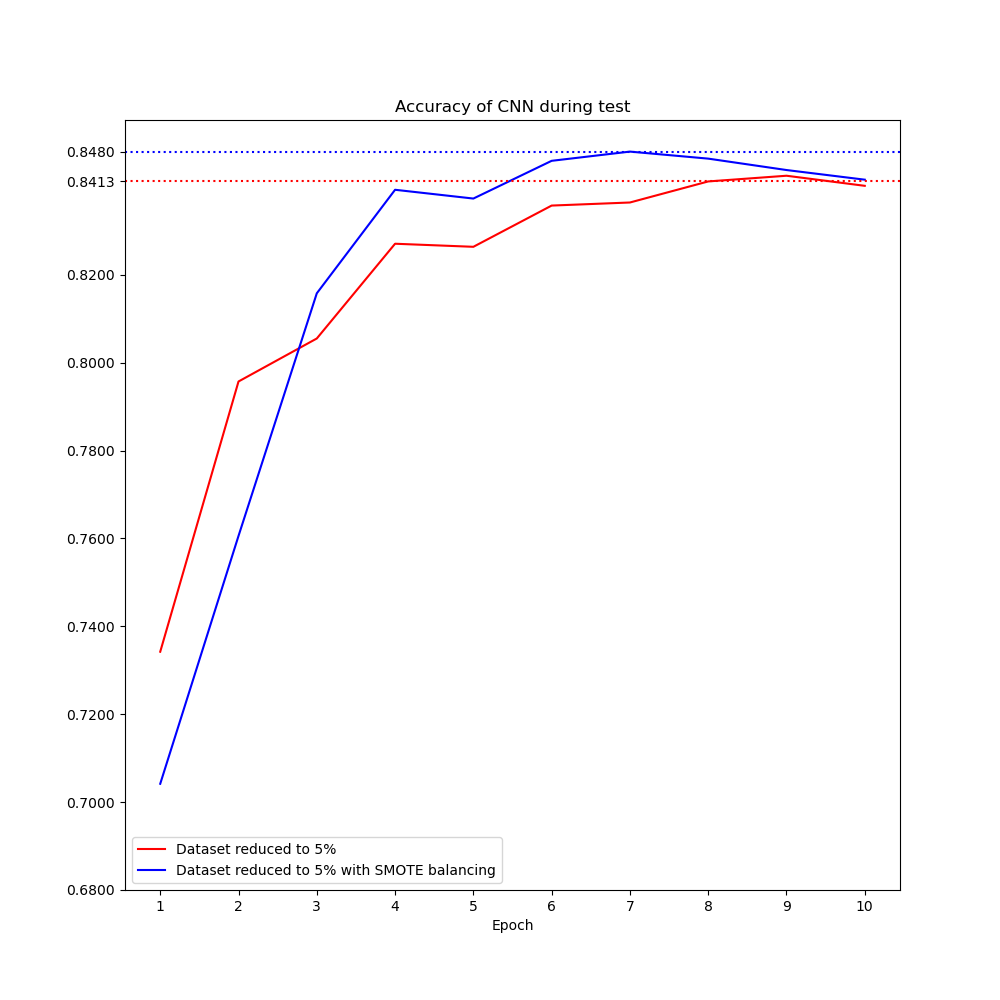 Accuracy of CNN during test
0.8480
0.8413
0.8200
0.8000
0.7800
0.7600
0.7400
0.7200
0.7000
0.6800
Dataset reduced to 5%
Dataset reduced to 5% with SMOTE balancing
1 2 3 4 5 6 7 8 9 10
Epoch